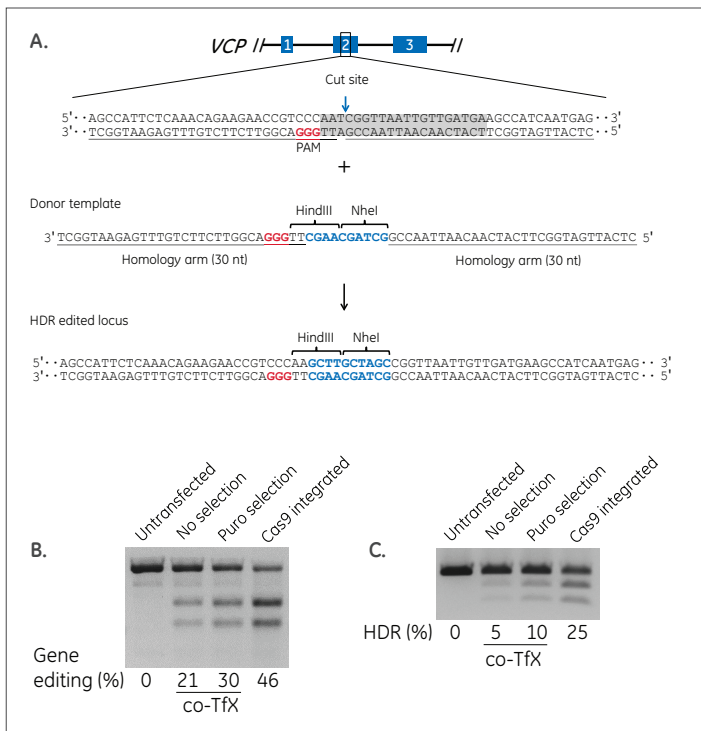 A.
VCP 1 2 3
Cut site
5'··AGCCATTCTCAAACAGAAGAACCGTCCCAATCGGTTAATTGTTGATGAAGCCATCAATGAG··3'
3'··TCGGTAAGAGTTTGTCTTCTTGGCAGGGTTAGCCAATTAACAACTACTTCGGTAGTTACTC··5'
PAM
+
Donor template
HindIII NheI
3'TCGGTAAGAGTTTGTCTTCTTGGCAGGGTTCGAACGATCGGCCAATTAACAACTACTTCGGTAGTTACTC 5'
Homology arm (30 nt) Homology arm (30 nt)
HDR edited locus
HindIII NheI
5'··AGCCATTCTCAAACAGAAGAACCGTCCCAAGCTTGCTAGCCGGTTAATTGTTGATGAAGCCATCAATGAG·· 3'
3'··TCGGTAAGAGTTTGTCTTCTTGGCAGGGTTCGAACGATCGGCCAATTAACAACTACTTCGGTAGTTACTC·· 5'
B.
Untransfected
No selection
Puro selection
Cas9 integrated
Gene
editing (%) 0 21 30 46
co-TfX
C.
Untransfected
No selection
Puro selection
Cas9 integrated
HDR (%) 0 5 10 25
co-TfX